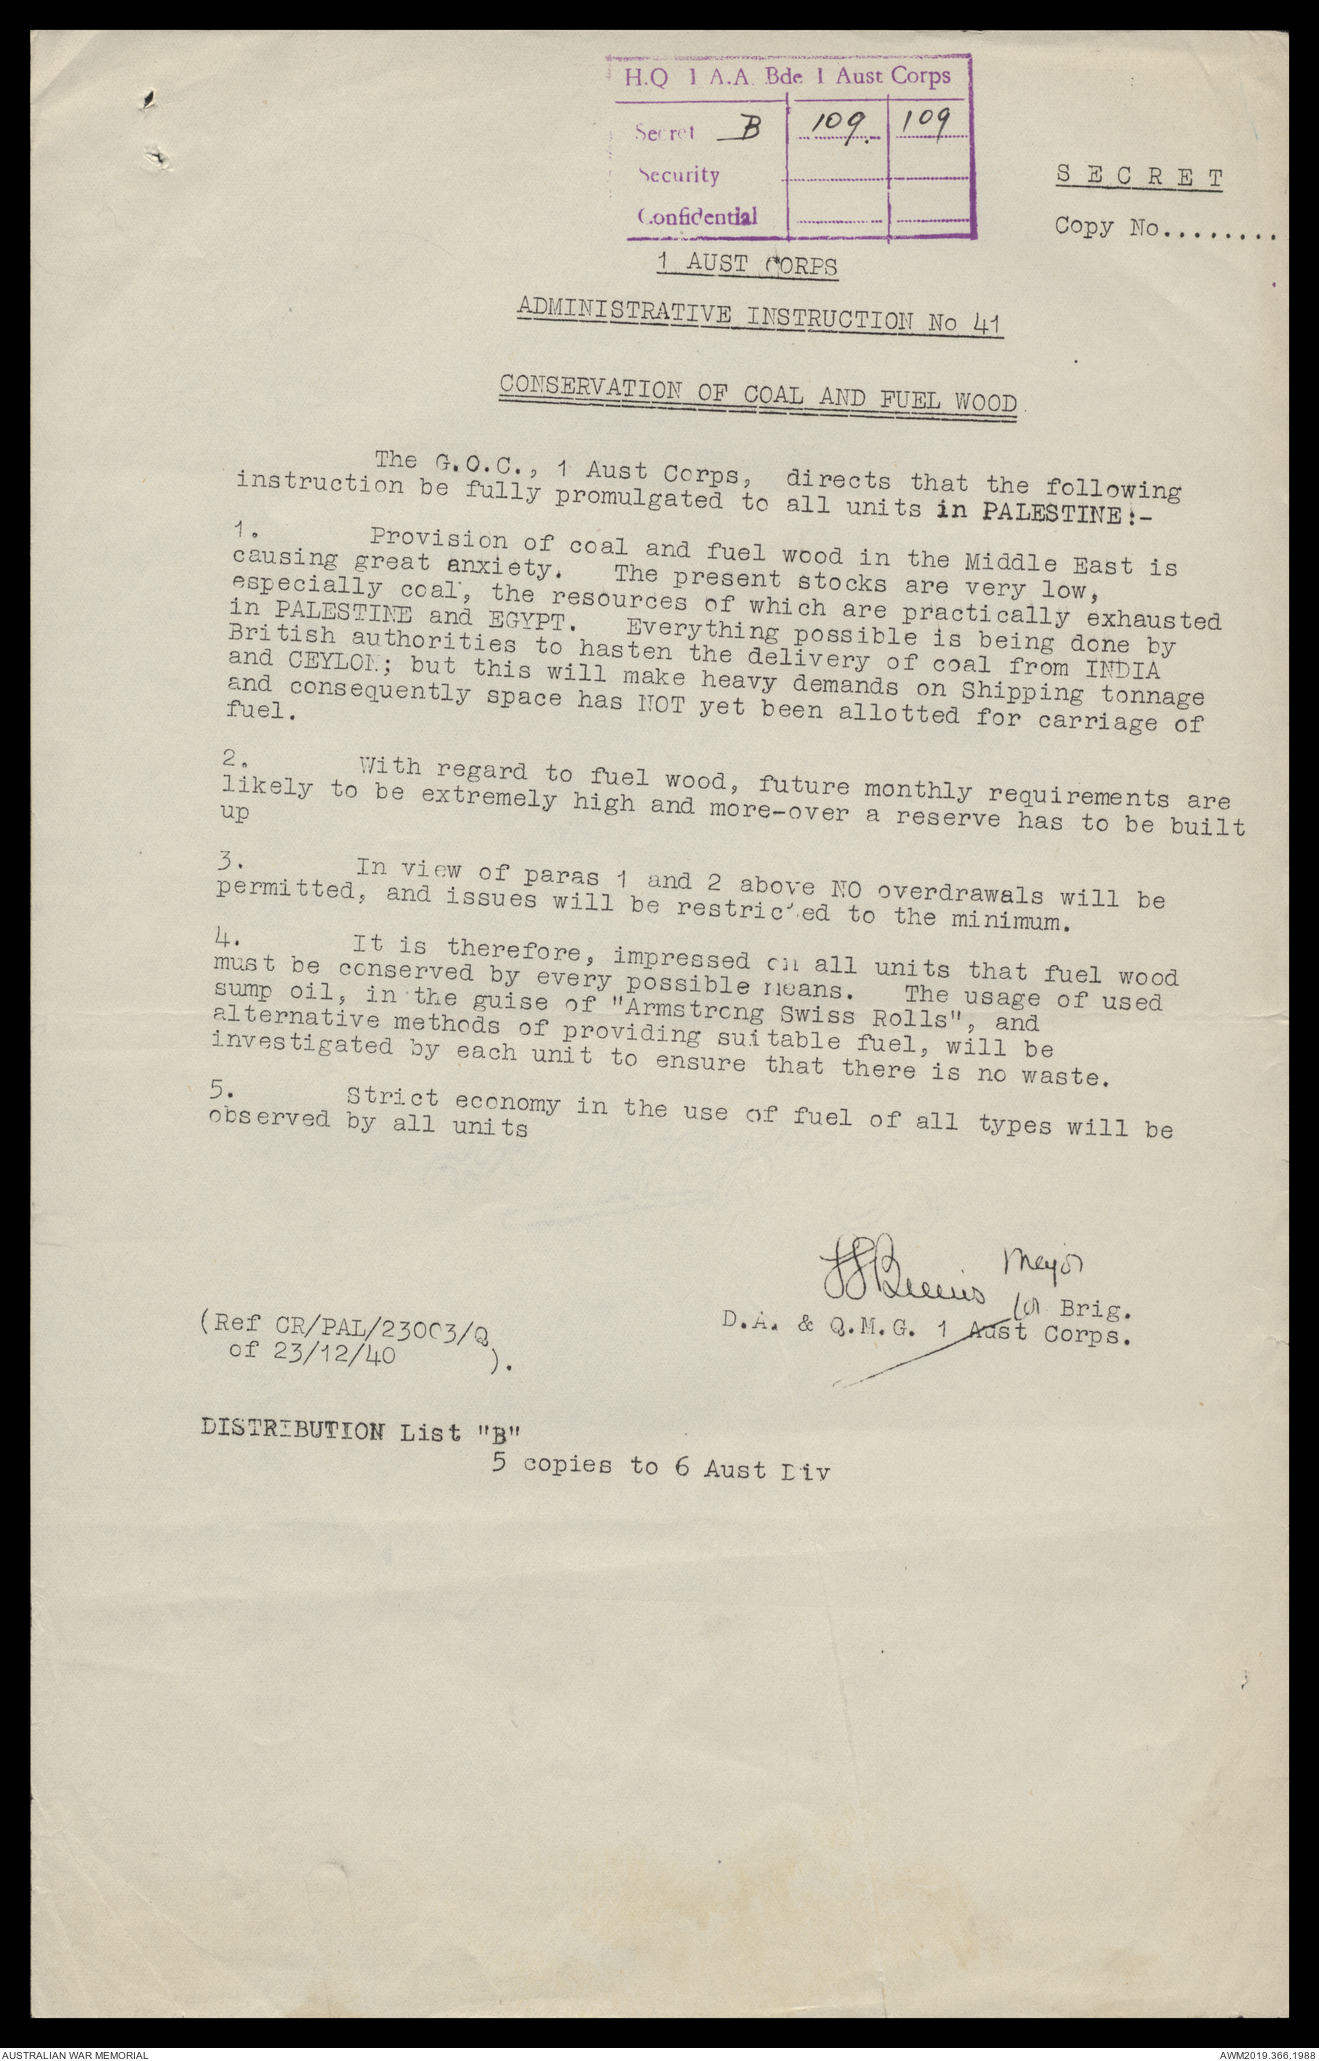 H.Q 1 A.A. Bde 1 Aust Corps
Secret B 109 109
Security
Confidential
S E C R E T
Copy No........
1 AUST CORPS
ADMINISTRATIVE INSTRUCTION No 41
CONSERVATION OF COAL AND FUEL WOOD
The G.O.C., 1 Aust Corps, directs that the following
instruction be fully promulgated to all units in PALESTINE:-
1. Provision of coal and fuel wood in the Middle East is
causing great anxiety. The present stocks are very low,
especially coal, the resources of which are practically exhausted
in PALESTINE and EGYPT. Everything possible is being done by
British authorities to hasten the delivery of coal from INDIA
and CEYLON; but this will make heavy demands on Shipping tonnage
and consequently space has NOT yet been allotted for carriage of
fuel.
2. With regard to fuel wood, future monthly requirements are
likely to be extremely high and more-over a reserve has to be built
up
3. In view of paras 1 and 2 above NO overdrawals will be
permitted, and issues will be restricted to the minimum.
4. It is therefore, impressed on all units that fuel wood
must be conserved by every possible means. The usage of used
sump oil, in the guise of "Armstrong Swiss Rolls", and
alternative methods of providing suitable fuel, will be
investigated by each unit to ensure that there is no waste.
5. Strict economy in the use of fuel of all types will be
observed by all units
Major
for Brig.
D.A. & Q.M.G. 1 Aust Corps.
(Ref CR/PAL/23003/Q
of 23/12/40 ).
DISTRIBUTION List "B"
5 copies to 6 Aust Div
AUSTRALIAN WAR MEMORIAL
AWM2019.366.1988